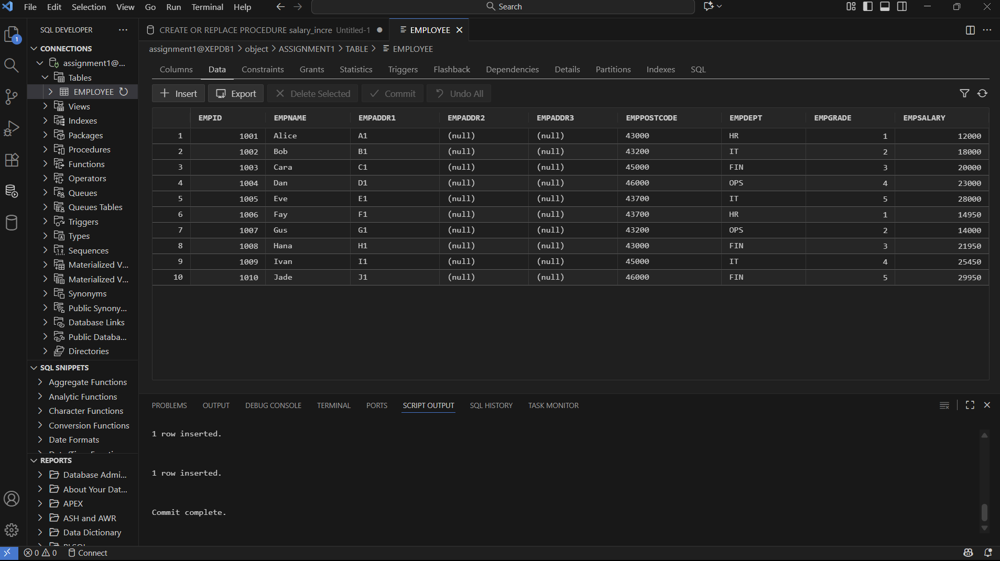 File Edit Selection View Go Run Terminal Help
Search
SQL DEVELOPER
1
CONNECTIONS
assignment1@...
Tables
EMPLOYEE
Views
Indexes
Packages
Procedures
Functions
Operators
Queues
Queues Tables
Triggers
Types
Sequences
Materialized V...
Materialized V...
Synonyms
Public Synony...
Database Links
Public Databa...
Directories
SQL SNIPPETS
Aggregate Functions
Analytic Functions
Character Functions
Conversion Functions
Date Formats
REPORTS
Database Admi...
About Your Dat...
APEX
ASH and AWR
Data Dictionary
CREATE OR REPLACE PROCEDURE salary_incre Untitled-1
EMPLOYEE
assignment1@XEPDB1 > object > ASSIGNMENT1 > TABLE > EMPLOYEE
Columns Data Constraints Grants Statistics Triggers Flashback Dependencies Details Partitions Indexes SQL
Insert Export Delete Selected Commit Undo All
EMPID EMPNAME EMPADDR1 EMPADDR2 EMPADDR3 EMPPOSTCODE EMPDEPT EMPGRADE EMPSALARY
1 1001 Alice A1 (null) (null) 43000 HR 1 12000
2 1002 Bob B1 (null) (null) 43200 IT 2 18000
3 1003 Cara C1 (null) (null) 45000 FIN 3 20000
4 1004 Dan D1 (null) (null) 46000 OPS 4 23000
5 1005 Eve E1 (null) (null) 43700 IT 5 28000
6 1006 Fay F1 (null) (null) 43700 HR 1 14950
7 1007 Gus G1 (null) (null) 43200 OPS 2 14000
8 1008 Hana H1 (null) (null) 43000 FIN 3 21950
9 1009 Ivan I1 (null) (null) 45000 IT 4 25450
10 1010 Jade J1 (null) (null) 46000 FIN 5 29950
PROBLEMS OUTPUT DEBUG CONSOLE TERMINAL PORTS SCRIPT OUTPUT SQL HISTORY TASK MONITOR
1 row inserted.
1 row inserted.
Commit complete.
0 0 Connect